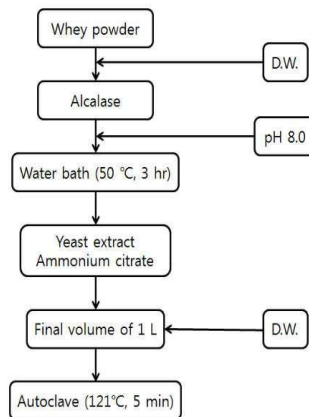 Whey powder
D.W.
Alcalase
pH 8.0
Water bath (50 ℃, 3 hr)
Yeast extract
Ammonium citrate
Final volume of 1 L
D.W.
Autoclave (121℃, 5 min)